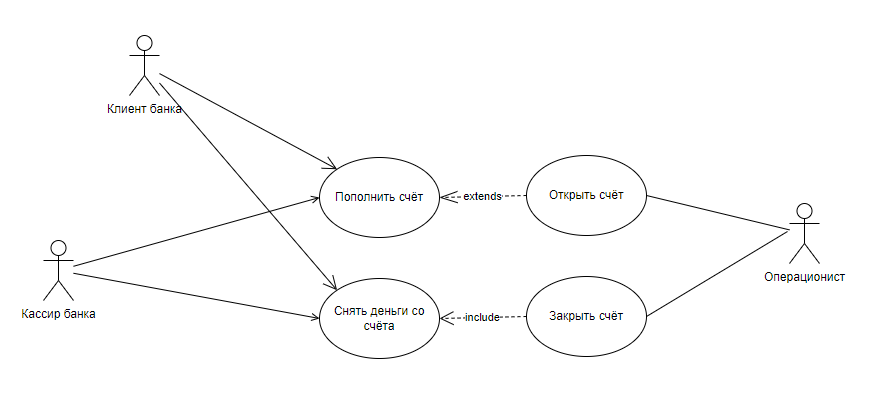 Клиент банка
Пополнить счёт
extends
Открыть счёт
Операционист
Кассир банка
Снять деньги со
счёта
include
Закрыть счёт